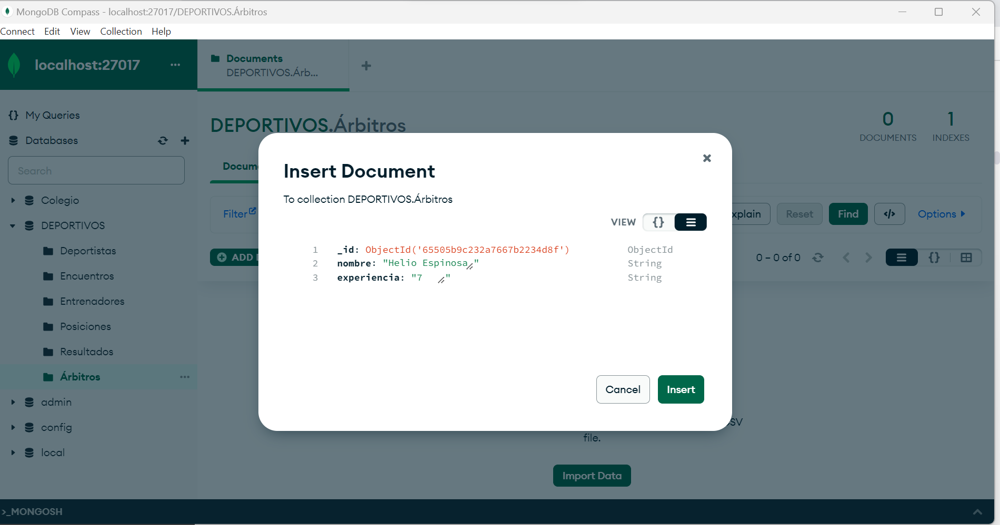 MongoDB Compass - localhost:27017/DEPORTIVOS.Árbitros
Connect Edit View Collection Help
localhost:27017
Documents
DEPORTIVOS.Árb...
My Queries
Databases
Search
Colegio
DEPORTIVOS
Deportistas
Encuentros
Entrenadores
Posiciones
Resultados
Árbitros
admin
config
local
DEPORTIVOS.Árbitros
0
DOCUMENTS
1
INDEXES
Docum
Filter
xplain
Reset
Find
</>
Options
ADD
0 – 0 of 0
{}
Insert Document
To collection DEPORTIVOS.Árbitros
VIEW {}
1 _id: ObjectId('65505b9c232a7667b2234d8f') ObjectId
2 nombre: "Helio Espinosa" String
3 experiencia: "7 " String
Cancel
Insert
SV
file.
Import Data
>_MONGOSH